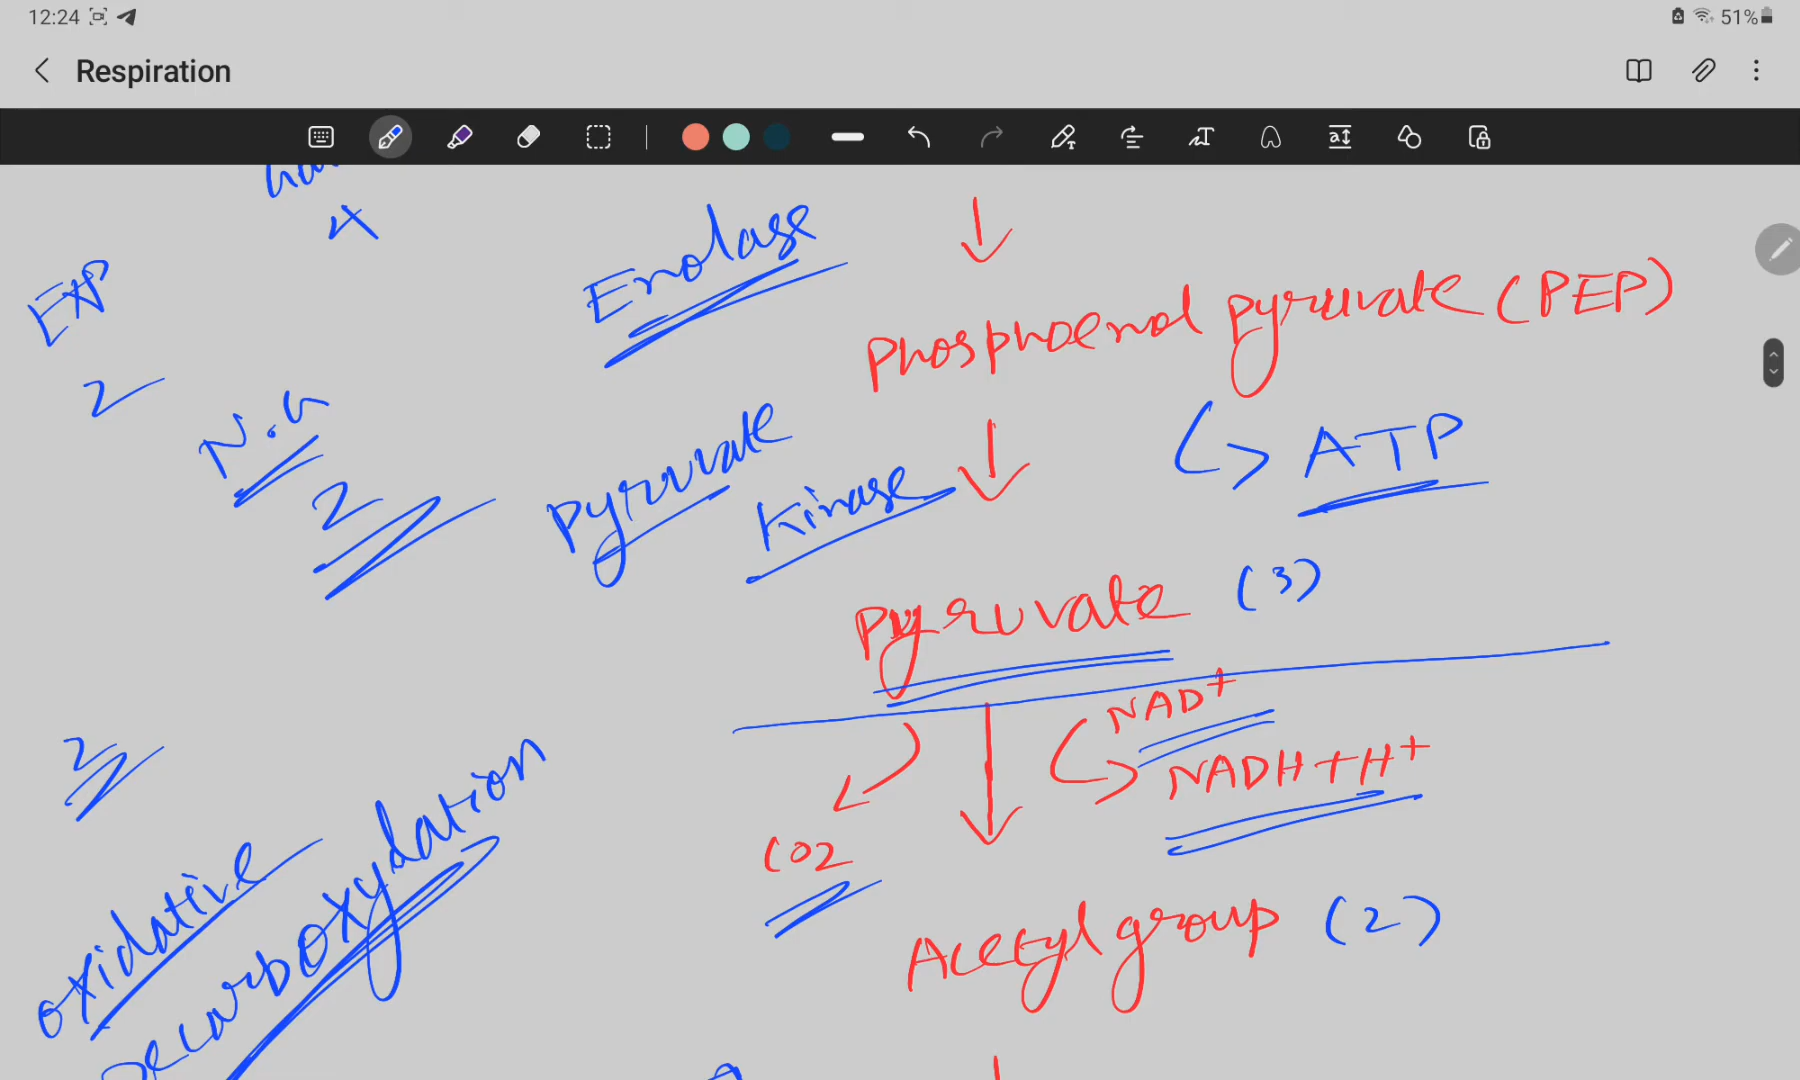 12:24
51%
Respiration
4
Enolase
EXP
2
Phosphoenol pyruvate (PEP)
N.G
2
ATP
Pyruvate
Kinase
Pyruvate (3)
NAD+
NADH+H+
2
CO2
oxidative
Decarboxylation
Acetyl group (2)